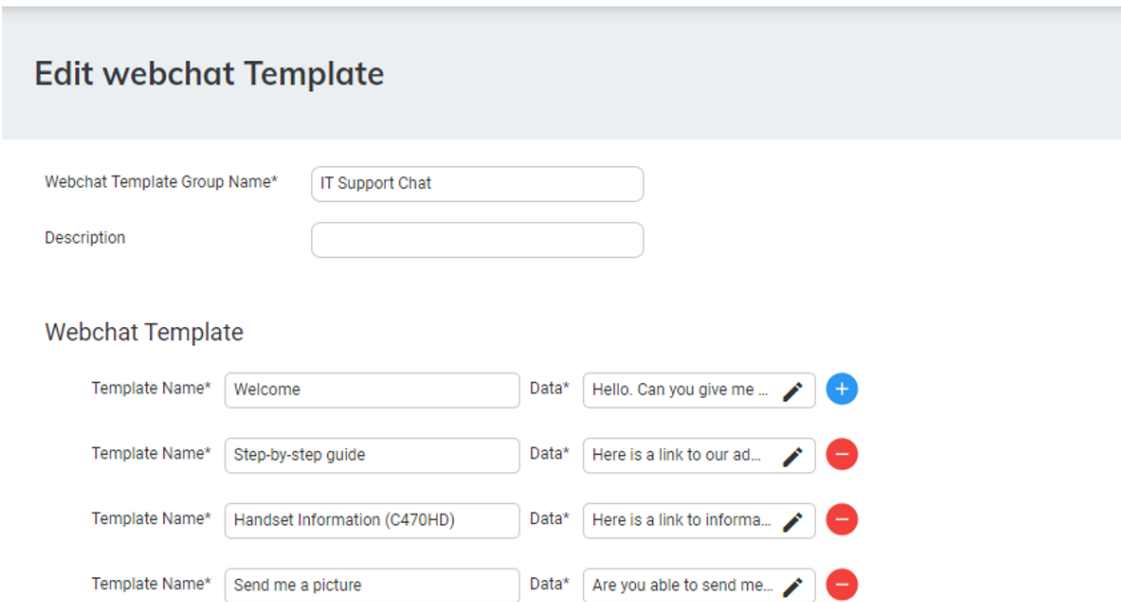 Edit webchat Template
Webchat Template Group Name* IT Support Chat
Description
Webchat Template
Template Name* Welcome Data* Hello. Can you give me ...
Template Name* Step-by-step guide Data* Here is a link to our ad...
Template Name* Handset Information (C470HD) Data* Here is a link to informa...
Template Name* Send me a picture Data* Are you able to send me...